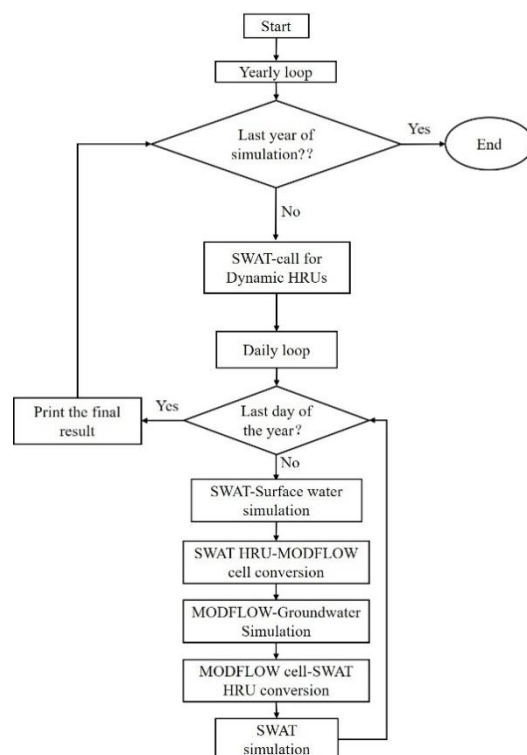 Start
Yearly loop
Last year of
simulation??
Yes
End
No
SWAT-call for
Dynamic HRUs
Daily loop
Print the final
result
Yes
Last day of
the year?
No
SWAT-Surface water
simulation
SWAT HRU-MODFLOW
cell conversion
MODFLOW-Groundwater
Simulation
MODFLOW cell-SWAT
HRU conversion
SWAT
simulation